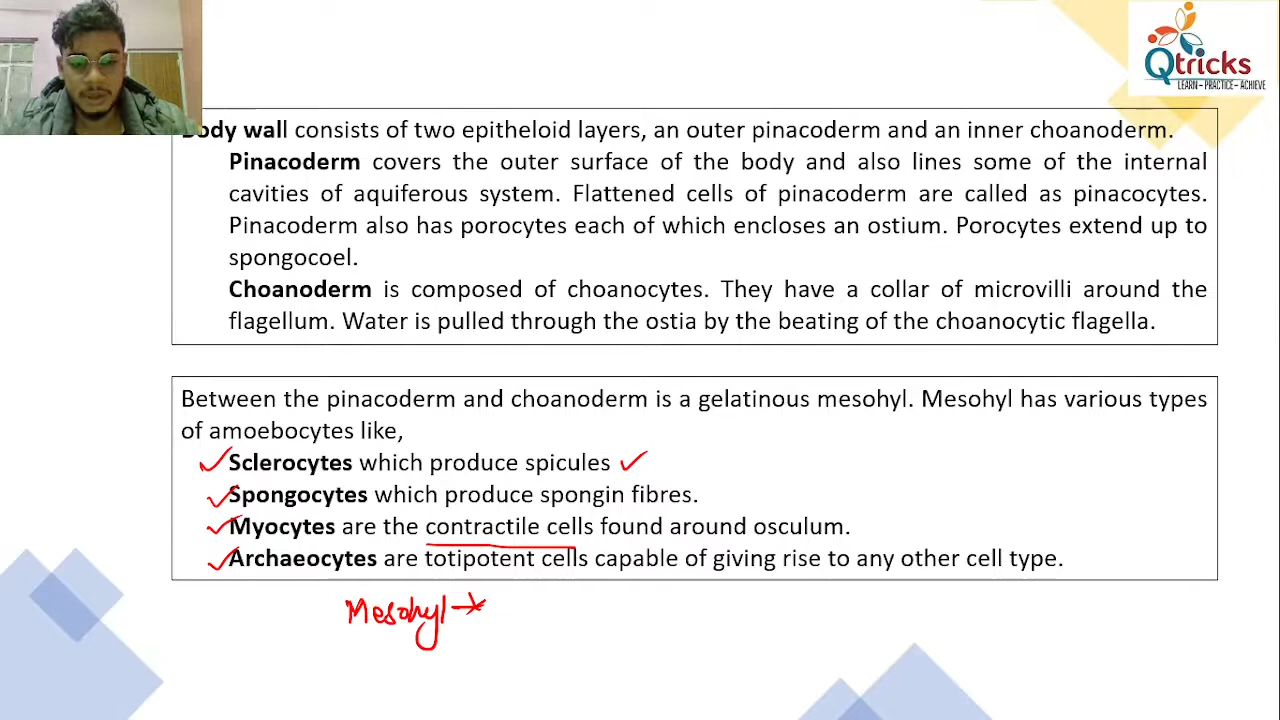 Qtricks
LEARN – PRACTICE – ACHIEVE
Body wall consists of two epitheloid layers, an outer pinacoderm and an inner choanoderm.
Pinacoderm covers the outer surface of the body and also lines some of the internal
cavities of aquiferous system. Flattened cells of pinacoderm are called as pinacocytes.
Pinacoderm also has porocytes each of which encloses an ostium. Porocytes extend up to
spongocoel.
Choanoderm is composed of choanocytes. They have a collar of microvilli around the
flagellum. Water is pulled through the ostia by the beating of the choanocytic flagella.
Between the pinacoderm and choanoderm is a gelatinous mesohyl. Mesohyl has various types
of amoebocytes like,
Sclerocytes which produce spicules
Spongocytes which produce spongin fibres.
Myocytes are the contractile cells found around osculum.
Archaeocytes are totipotent cells capable of giving rise to any other cell type.
Mesohyl →